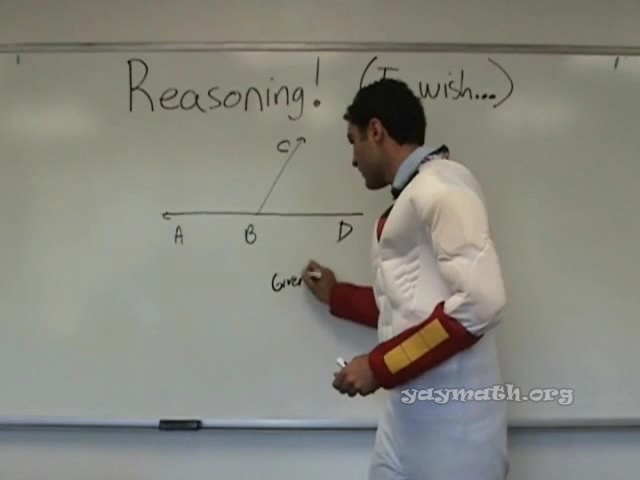 Reasoning! (I wish...)
C
A B D
Given
yaymath.org